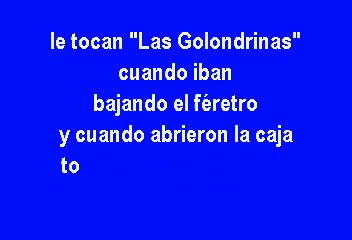 le tocan "Las Golondrinas"
cuando iban
bajando el féretro
y cuando abrieron la caja
to